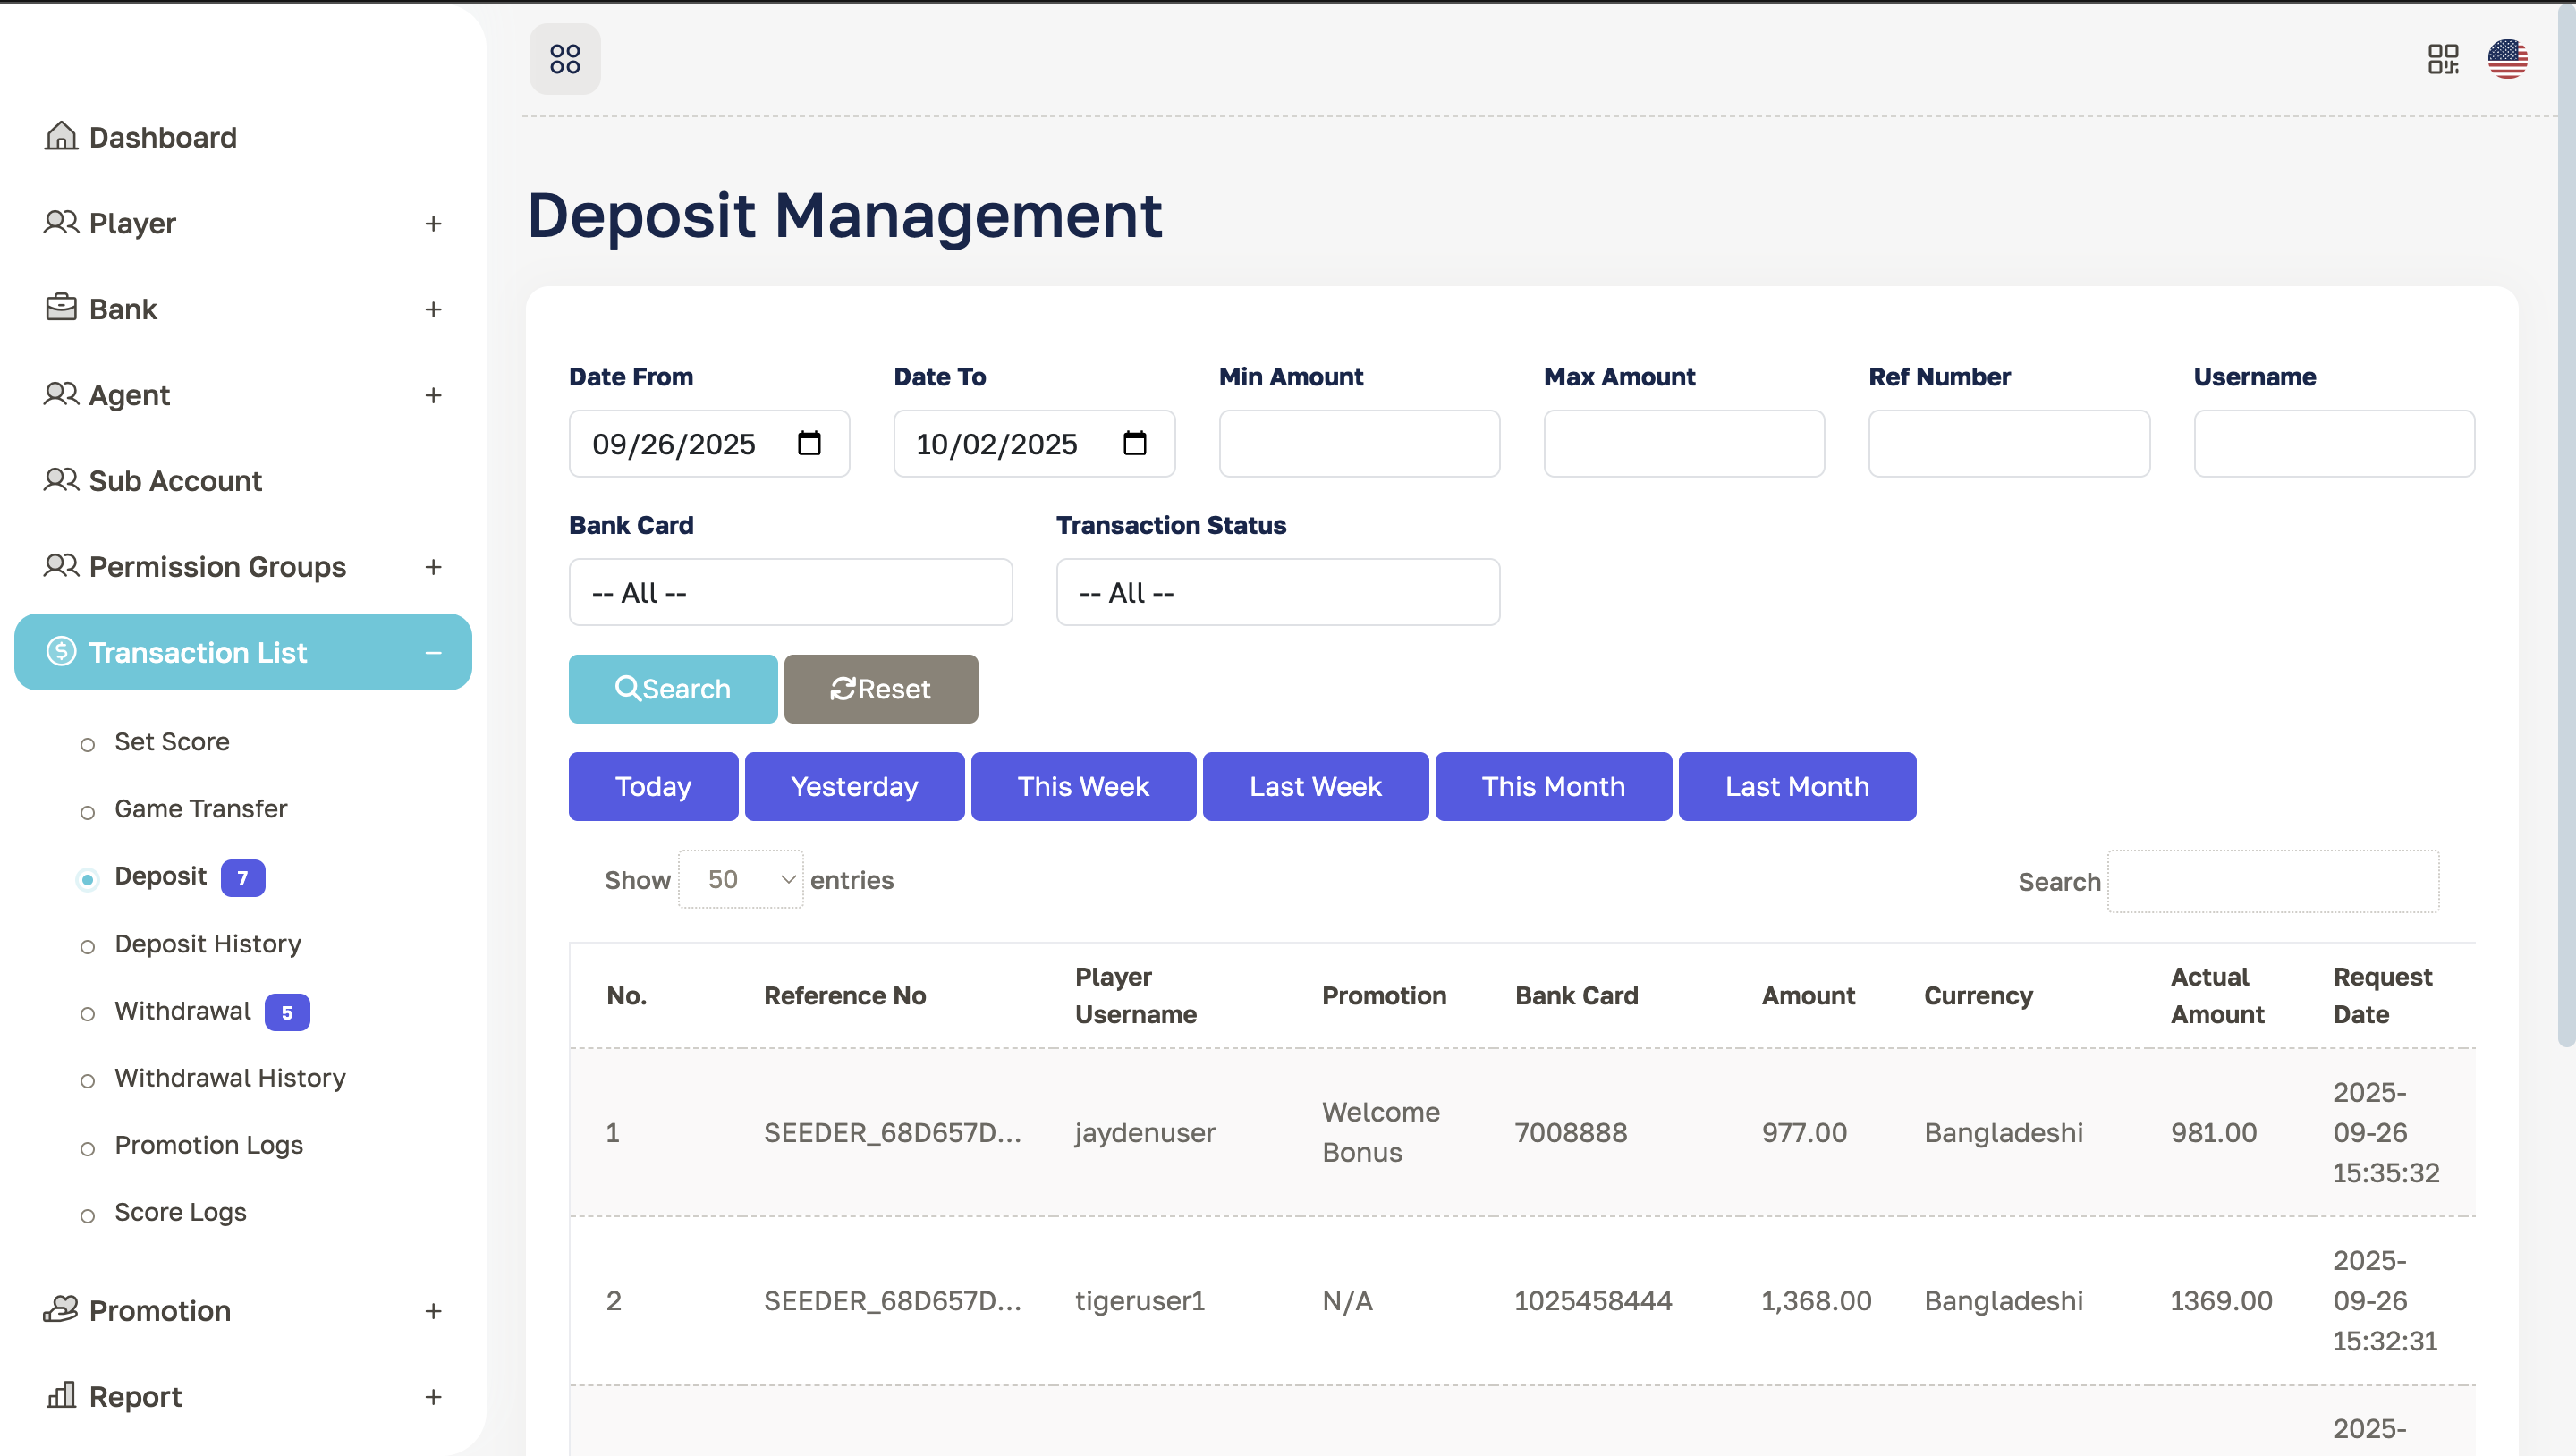 Dashboard
Player
Bank
Agent
Sub Account
Permission Groups
Transaction List
Set Score
Game Transfer
Deposit 7
Deposit History
Withdrawal 5
Withdrawal History
Promotion Logs
Score Logs
Promotion
Report
Deposit Management
Date From Date To Min Amount Max Amount Ref Number Username
09/26/2025 10/02/2025
Bank Card Transaction Status
-- All -- -- All --
Search Reset
Today Yesterday This Week Last Week This Month Last Month
Show 50 entries Search
No. Reference No Player Username Promotion Bank Card Amount Currency Actual Amount Request Date
1 SEEDER_68D657D... jaydenuser Welcome Bonus 7008888 977.00 Bangladeshi 981.00 2025-09-26 15:35:32
2 SEEDER_68D657D... tigeruser1 N/A 1025458444 1,368.00 Bangladeshi 1369.00 2025-09-26 15:32:31
2025-